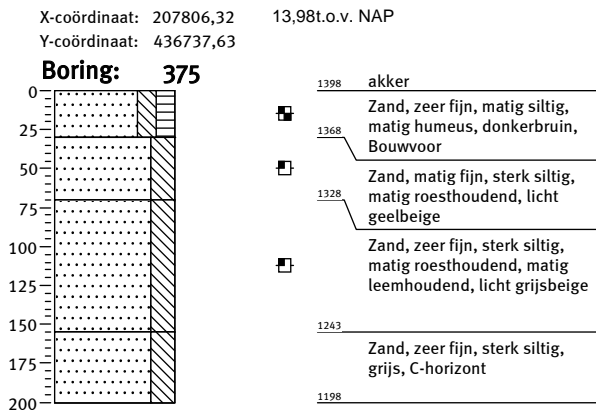 X-coördinaat: 207806,32 13,98t.o.v. NAP
Y-coördinaat: 436737,63
Boring: 375
0
25
50
75
100
125
150
175
200
1398 akker
Zand, zeer fijn, matig siltig,
matig humeus, donkerbruin,
Bouwvoor
1368
Zand, matig fijn, sterk siltig,
matig roesthoudend, licht
geelbeige
1328
Zand, zeer fijn, sterk siltig,
matig roesthoudend, matig
leemhoudend, licht grijsbeige
1243
Zand, zeer fijn, sterk siltig,
grijs, C-horizont
1198